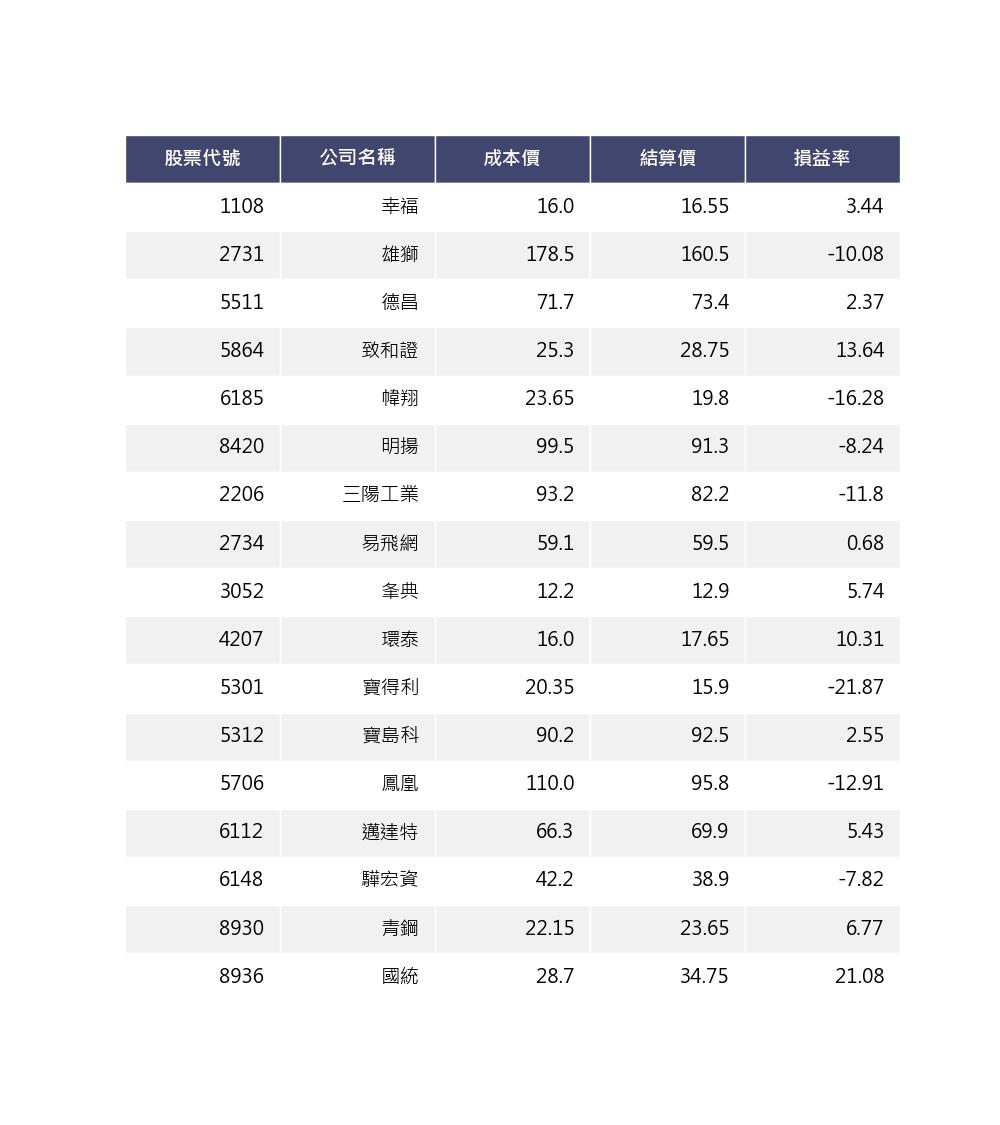 股票代號 公司名稱 成本價 結算價 損益率
1108 幸福 16.0 16.55 3.44
2731 雄獅 178.5 160.5 -10.08
5511 德昌 71.7 73.4 2.37
5864 致和證 25.3 28.75 13.64
6185 幃翔 23.65 19.8 -16.28
8420 明揚 99.5 91.3 -8.24
2206 三陽工業 93.2 82.2 -11.8
2734 易飛網 59.1 59.5 0.68
3052 夆典 12.2 12.9 5.74
4207 環泰 16.0 17.65 10.31
5301 寶得利 20.35 15.9 -21.87
5312 寶島科 90.2 92.5 2.55
5706 鳳凰 110.0 95.8 -12.91
6112 邁達特 66.3 69.9 5.43
6148 驊宏資 42.2 38.9 -7.82
8930 青鋼 22.15 23.65 6.77
8936 國統 28.7 34.75 21.08